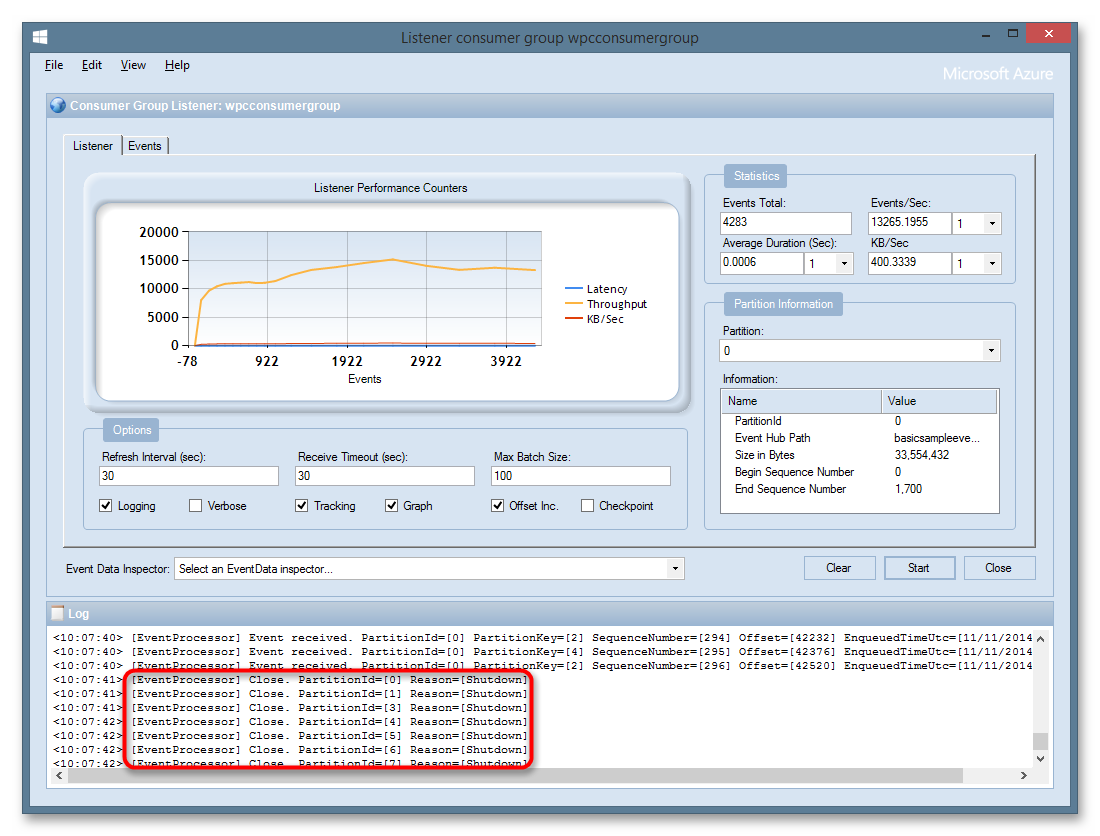 Listener consumer group wpcconsumergroup
File Edit View Help
Microsoft Azure
Consumer Group Listener: wpcconsumergroup
Listener Events
Listener Performance Counters
20000
15000
10000
5000
0
-78 922 1922 2922 3922
Events
Latency
Throughput
KB/Sec
Statistics
Events Total: Events/Sec:
4283 13265.1955 1
Average Duration (Sec): KB/Sec
0.0006 1 400.3339 1
Partition Information
Partition:
0
Information:
Name Value
PartitionId 0
Event Hub Path basicsampleeve...
Size in Bytes 33,554,432
Begin Sequence Number 0
End Sequence Number 1,700
Options
Refresh Interval (sec): Receive Timeout (sec): Max Batch Size:
30 30 100
Logging Verbose Tracking Graph Offset Inc. Checkpoint
Event Data Inspector: Select an EventData inspector... Clear Start Close
Log
<10:07:40> [EventProcessor] Event received. PartitionId=[0] PartitionKey=[2] SequenceNumber=[294] Offset=[42232] EnqueuedTimeUtc=[11/11/2014
<10:07:40> [EventProcessor] Event received. PartitionId=[0] PartitionKey=[4] SequenceNumber=[295] Offset=[42376] EnqueuedTimeUtc=[11/11/2014
<10:07:40> [EventProcessor] Event received. PartitionId=[0] PartitionKey=[2] SequenceNumber=[296] Offset=[42520] EnqueuedTimeUtc=[11/11/2014
<10:07:41> [EventProcessor] Close. PartitionId=[0] Reason=[Shutdown]
<10:07:41> [EventProcessor] Close. PartitionId=[1] Reason=[Shutdown]
<10:07:41> [EventProcessor] Close. PartitionId=[3] Reason=[Shutdown]
<10:07:42> [EventProcessor] Close. PartitionId=[4] Reason=[Shutdown]
<10:07:42> [EventProcessor] Close. PartitionId=[5] Reason=[Shutdown]
<10:07:42> [EventProcessor] Close. PartitionId=[6] Reason=[Shutdown]
<10:07:42> [EventProcessor] Close. PartitionId=[7] Reason=[Shutdown]